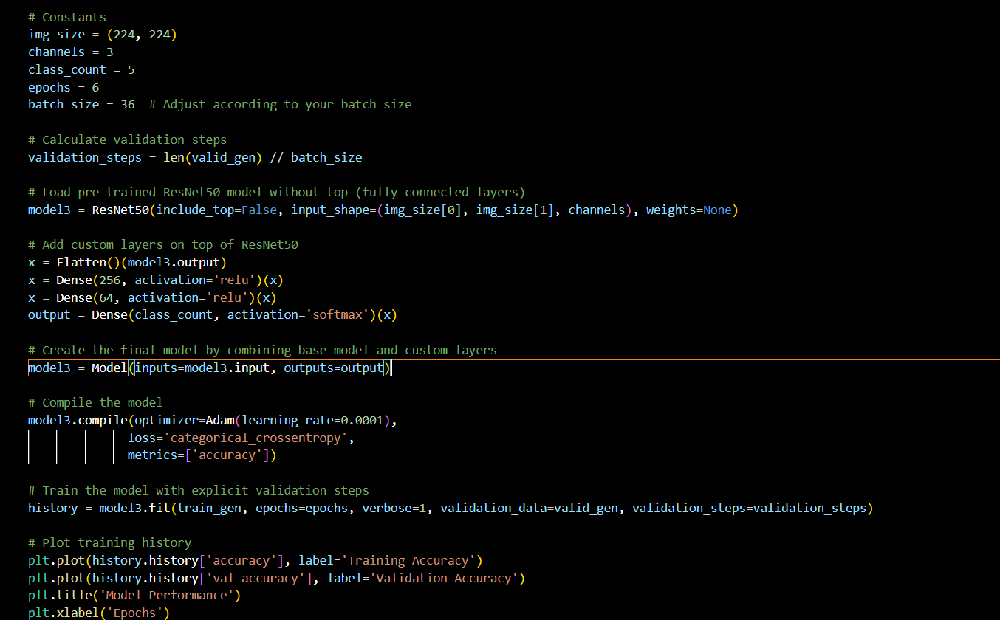 # Constants
img_size = (224, 224)
channels = 3
class_count = 5
epochs = 6
batch_size = 36  # Adjust according to your batch size
# Calculate validation steps
validation_steps = len(valid_gen) // batch_size
# Load pre-trained ResNet50 model without top (fully connected layers)
model3 = ResNet50(include_top=False, input_shape=(img_size[0], img_size[1], channels), weights=None)
# Add custom layers on top of ResNet50
x = Flatten()(model3.output)
x = Dense(256, activation='relu')(x)
x = Dense(64, activation='relu')(x)
output = Dense(class_count, activation='softmax')(x)
# Create the final model by combining base model and custom layers
model3 = Model(inputs=model3.input, outputs=output)
# Compile the model
model3.compile(optimizer=Adam(learning_rate=0.0001),
              loss='categorical_crossentropy',
              metrics=['accuracy'])
# Train the model with explicit validation_steps
history = model3.fit(train_gen, epochs=epochs, verbose=1, validation_data=valid_gen, validation_steps=validation_steps)
# Plot training history
plt.plot(history.history['accuracy'], label='Training Accuracy')
plt.plot(history.history['val_accuracy'], label='Validation Accuracy')
plt.title('Model Performance')
plt.xlabel('Epochs')